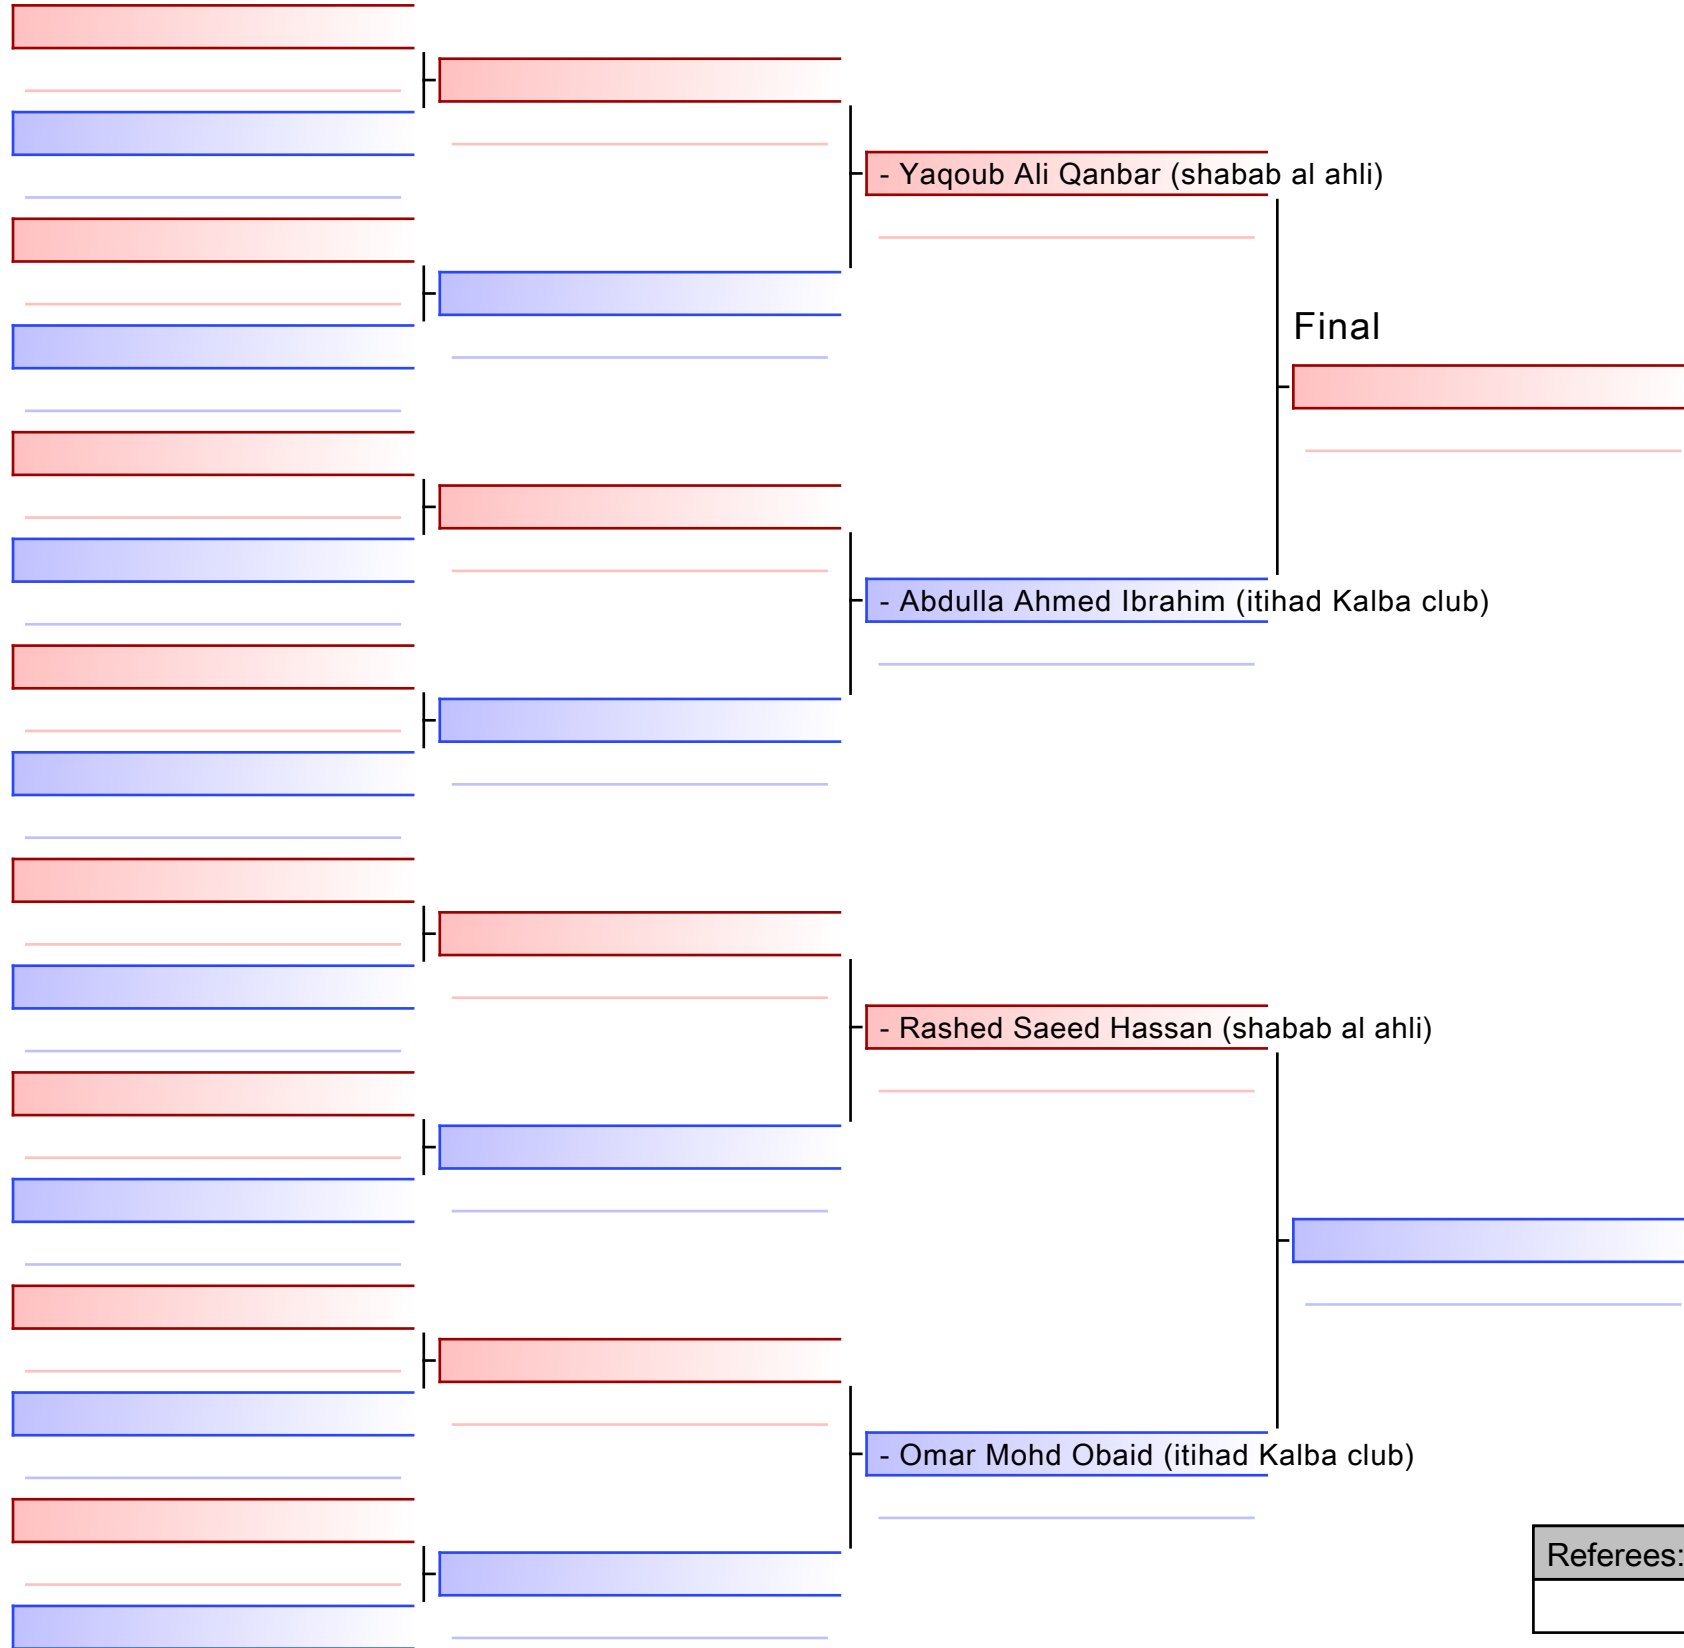 - Yaqoub Ali Qanbar (shabab al ahli)
Final
- Abdulla Ahmed Ibrahim (itihad Kalba club)
- Rashed Saeed Hassan (shabab al ahli)
- Omar Mohd Obaid (itihad Kalba club)
Referees: